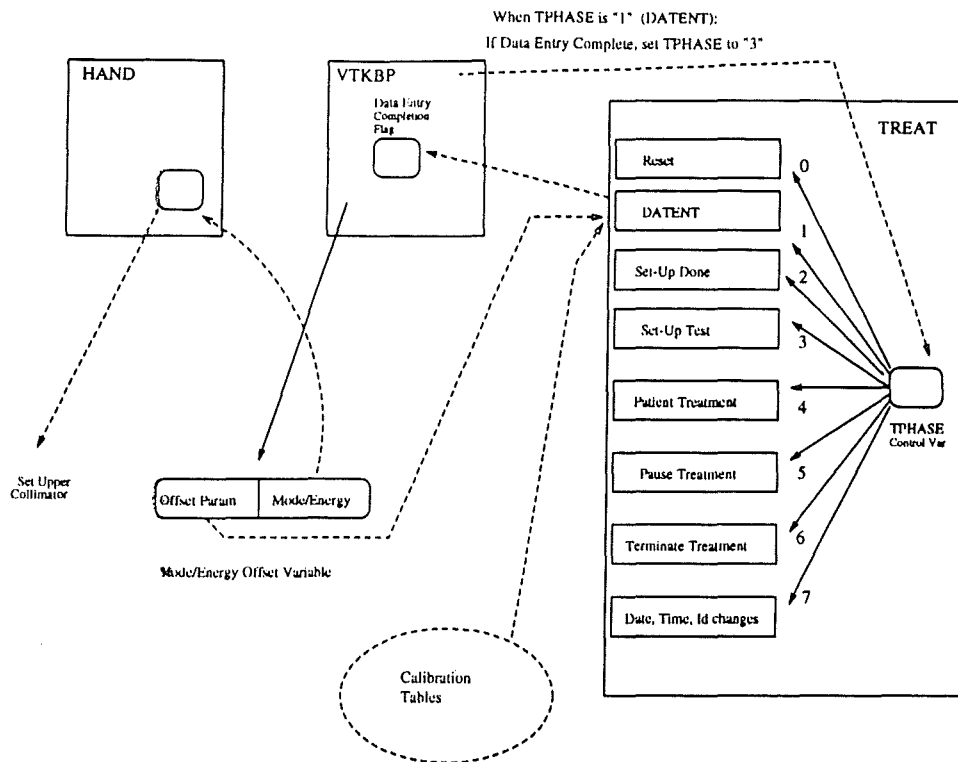 When TPHASE is "1" (DATENT):
If Data Entry Complete, set TPHASE to "3"
HAND
VTKBP
Data Entry
Completion
Flag
TREAT
Reset
0
DATENT
1
Set-Up Done
2
Set-Up Test
3
Patient Treatment
4
TPHASE
Control Var
Pause Treatment
5
Terminate Treatment
6
Date, Time, Id changes
7
Set Upper
Collimator
Offset Param
Mode/Energy
Mode/Energy Offset Variable
Calibration
Tables